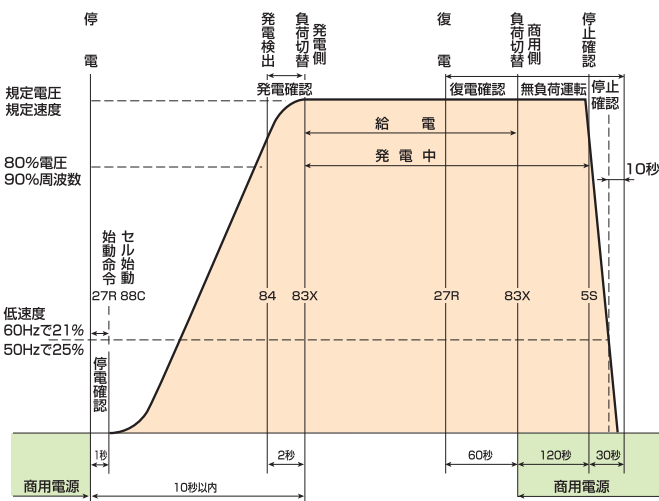 停電
発電検出
負荷切替
発電側
復電
負荷切替
商用側
停止確認
発電確認
復電確認
無負荷運転
停止
確認
規定電圧
規定速度
給電
発電中
80%電圧
90%周波数
10秒
始動命令
セル始動
27R 88C
84
83X
27R
83X
5S
低速度
60Hzで21%
50Hzで25%
停電確認
1秒
2秒
60秒
120秒
30秒
商用電源
10秒以内
商用電源